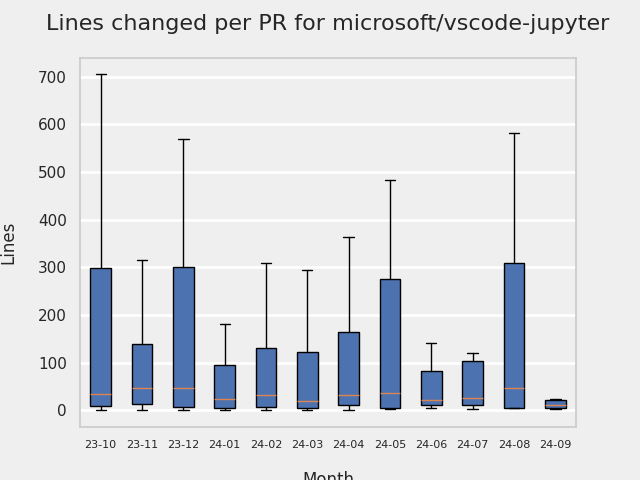 Lines changed per PR for microsoft/vscode-jupyter
700
600
500
400
300
200
100
0
Lines
23-10 23-11 23-12 24-01 24-02 24-03 24-04 24-05 24-06 24-07 24-08 24-09
Month